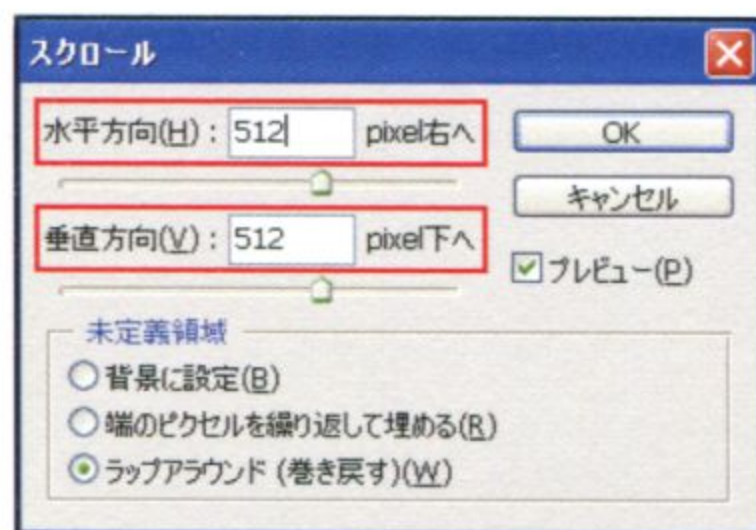 スクロール
水平方向(H) : 512 pixel右へ
OK
キャンセル
垂直方向(V) : 512 pixel下へ
プレビュー(P)
未定義領域
背景に設定(B)
端のピクセルを繰り返して埋める(R)
ラップアラウンド (巻き戻す)(W)